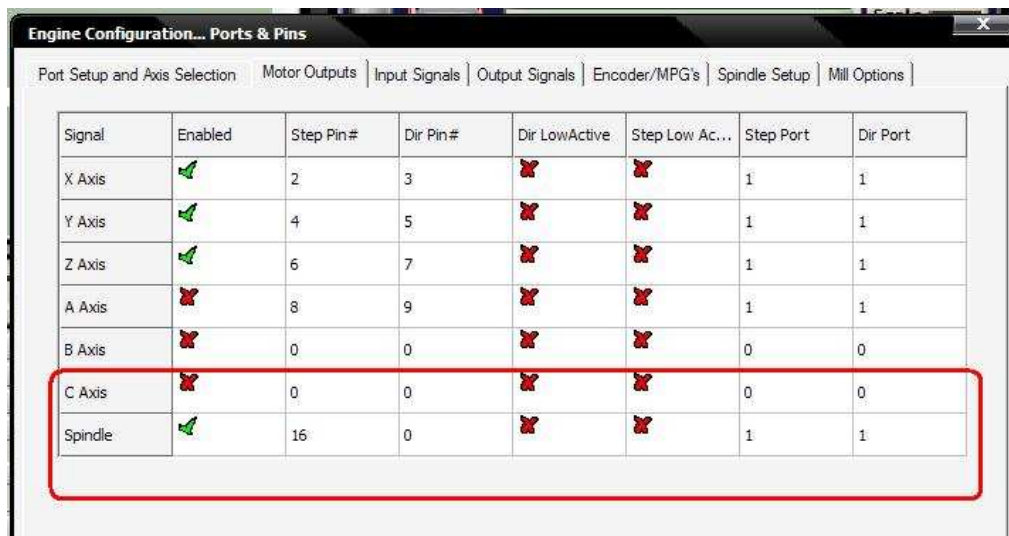 Engine Configuration... Ports & Pins
X
Port Setup and Axis Selection Motor Outputs Input Signals Output Signals Encoder/MPG's Spindle Setup Mill Options
Signal Enabled Step Pin# Dir Pin# Dir LowActive Step Low Ac... Step Port Dir Port
X Axis 2 3 1 1
Y Axis 4 5 1 1
Z Axis 6 7 1 1
A Axis 8 9 1 1
B Axis 0 0 0 0
C Axis 0 0 0 0
Spindle 16 0 1 1